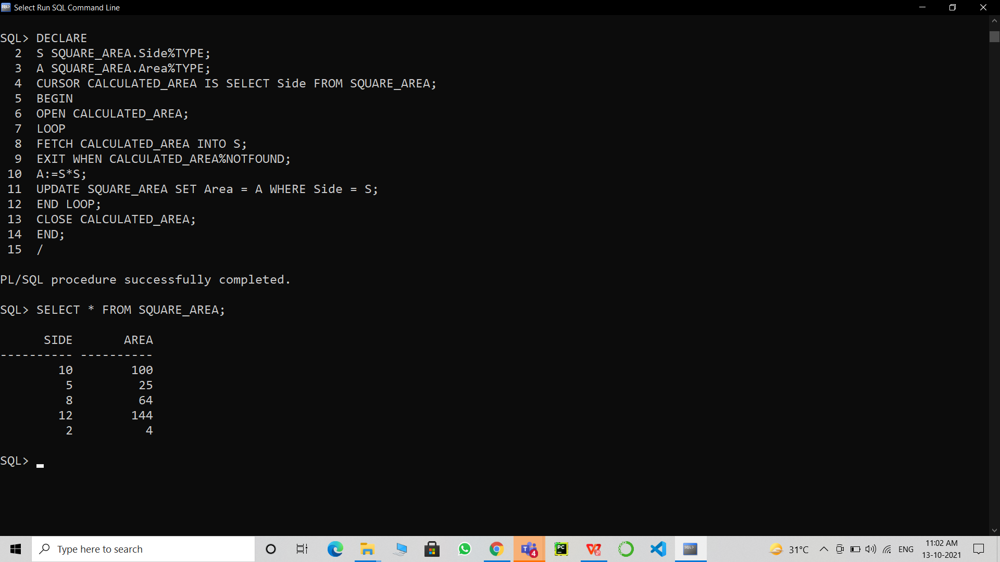 Select Run SQL Command Line
SQL> DECLARE
2 S SQUARE_AREA.Side%TYPE;
3 A SQUARE_AREA.Area%TYPE;
4 CURSOR CALCULATED_AREA IS SELECT Side FROM SQUARE_AREA;
5 BEGIN
6 OPEN CALCULATED_AREA;
7 LOOP
8 FETCH CALCULATED_AREA INTO S;
9 EXIT WHEN CALCULATED_AREA%NOTFOUND;
10 A:=S*S;
11 UPDATE SQUARE_AREA SET Area = A WHERE Side = S;
12 END LOOP;
13 CLOSE CALCULATED_AREA;
14 END;
15 /
PL/SQL procedure successfully completed.
SQL> SELECT * FROM SQUARE_AREA;
SIDE AREA
---------- ----------
10 100
5 25
8 64
12 144
2 4
SQL>
Type here to search
T
4
PC
31°C
ENG
11:02 AM
13-10-2021